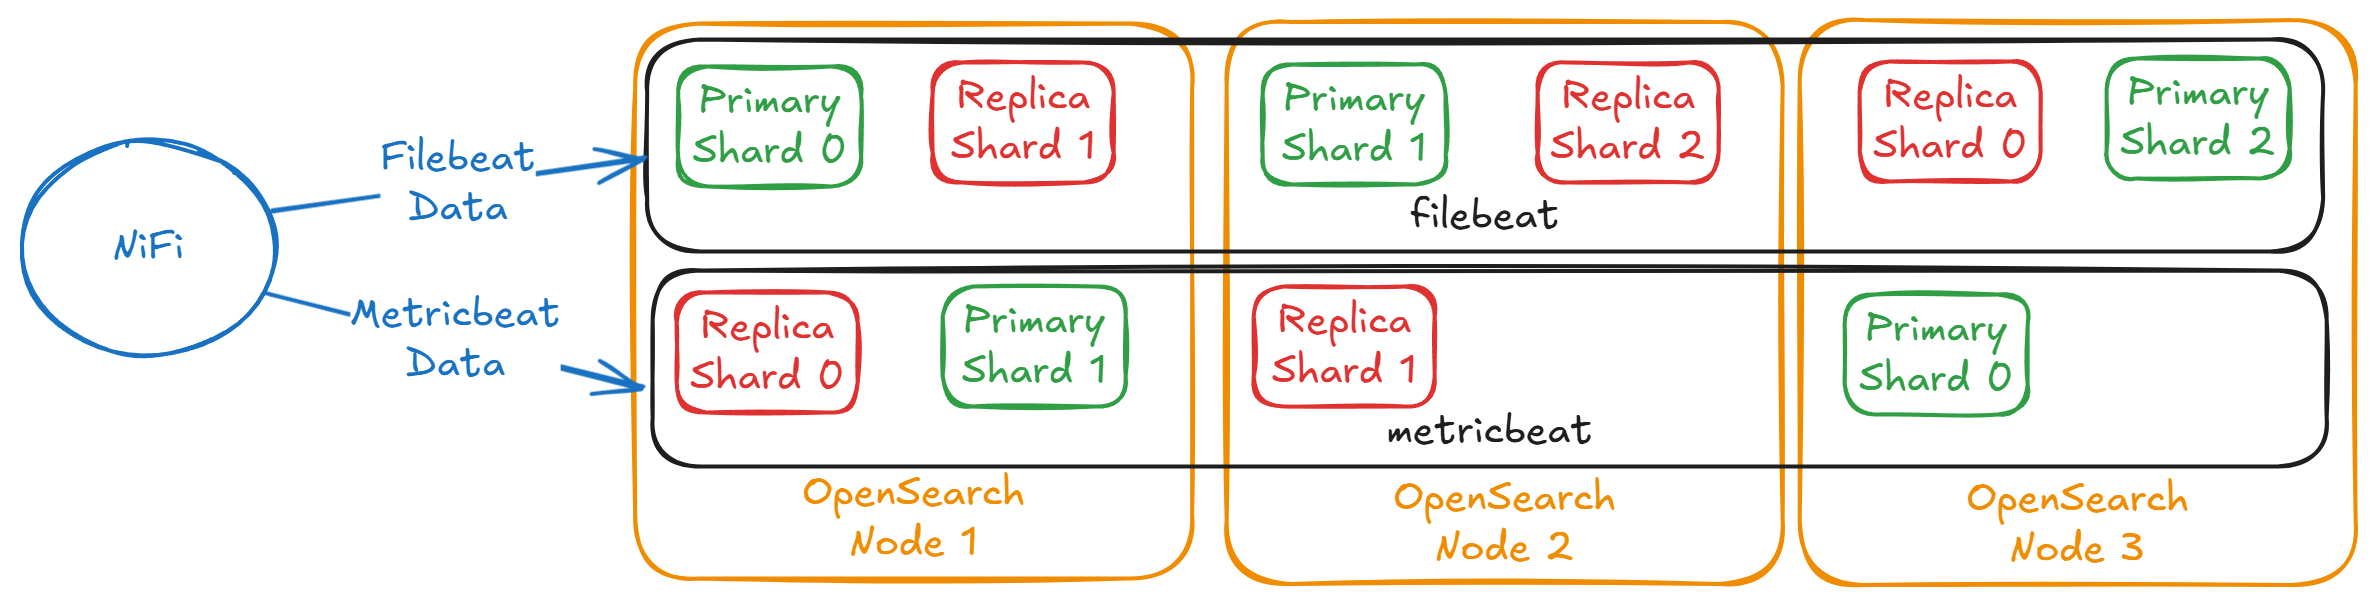 NiFi
Filebeat
Data
Metricbeat
Data
Primary
Shard 0
Replica
Shard 1
Primary
Shard 1
Replica
Shard 2
Replica
Shard 0
Primary
Shard 2
filebeat
Replica
Shard 0
Primary
Shard 1
Replica
Shard 1
Primary
Shard 0
metricbeat
OpenSearch
Node 1
OpenSearch
Node 2
OpenSearch
Node 3